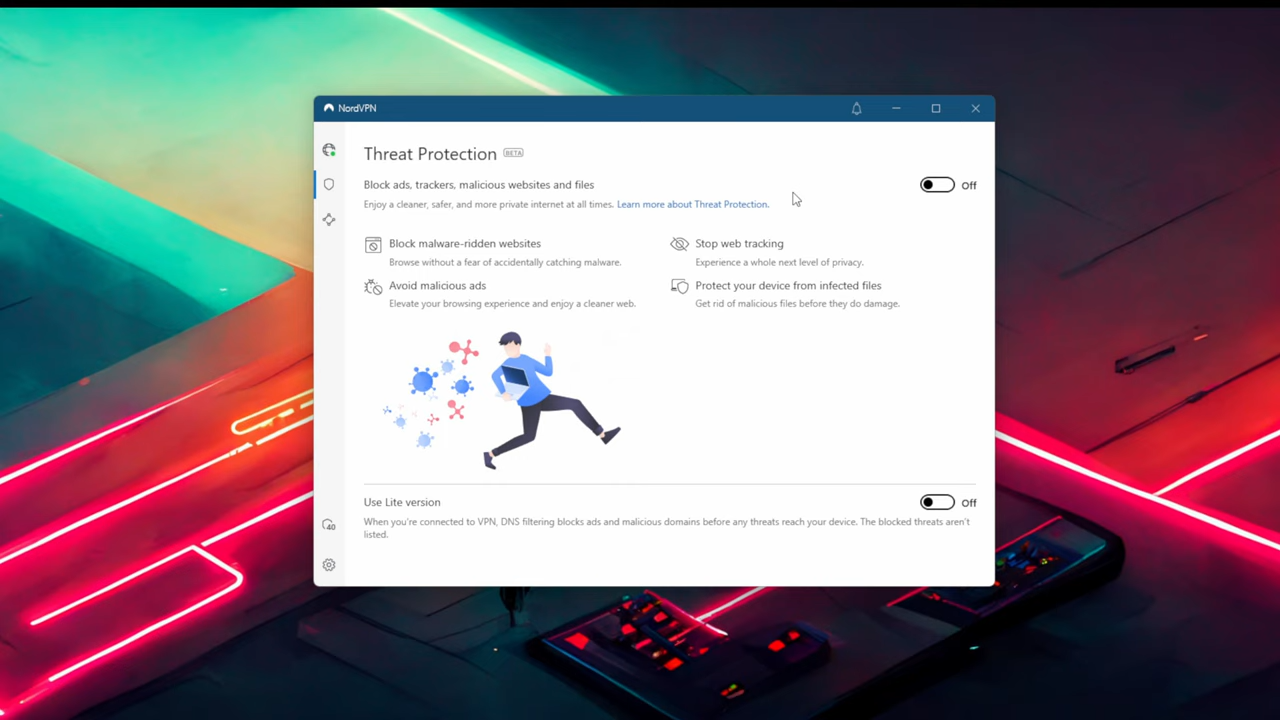 NordVPN
Threat Protection BETA
Block ads, trackers, malicious websites and files
Off
Enjoy a cleaner, safer, and more private internet at all times. Learn more about Threat Protection.
Block malware-ridden websites
Browse without a fear of accidentally catching malware.
Stop web tracking
Experience a whole next level of privacy.
Avoid malicious ads
Elevate your browsing experience and enjoy a cleaner web.
Protect your device from infected files
Get rid of malicious files before they do damage.
Use Lite version
Off
When you're connected to VPN, DNS filtering blocks ads and malicious domains before any threats reach your device. The blocked threats aren't
listed.
40